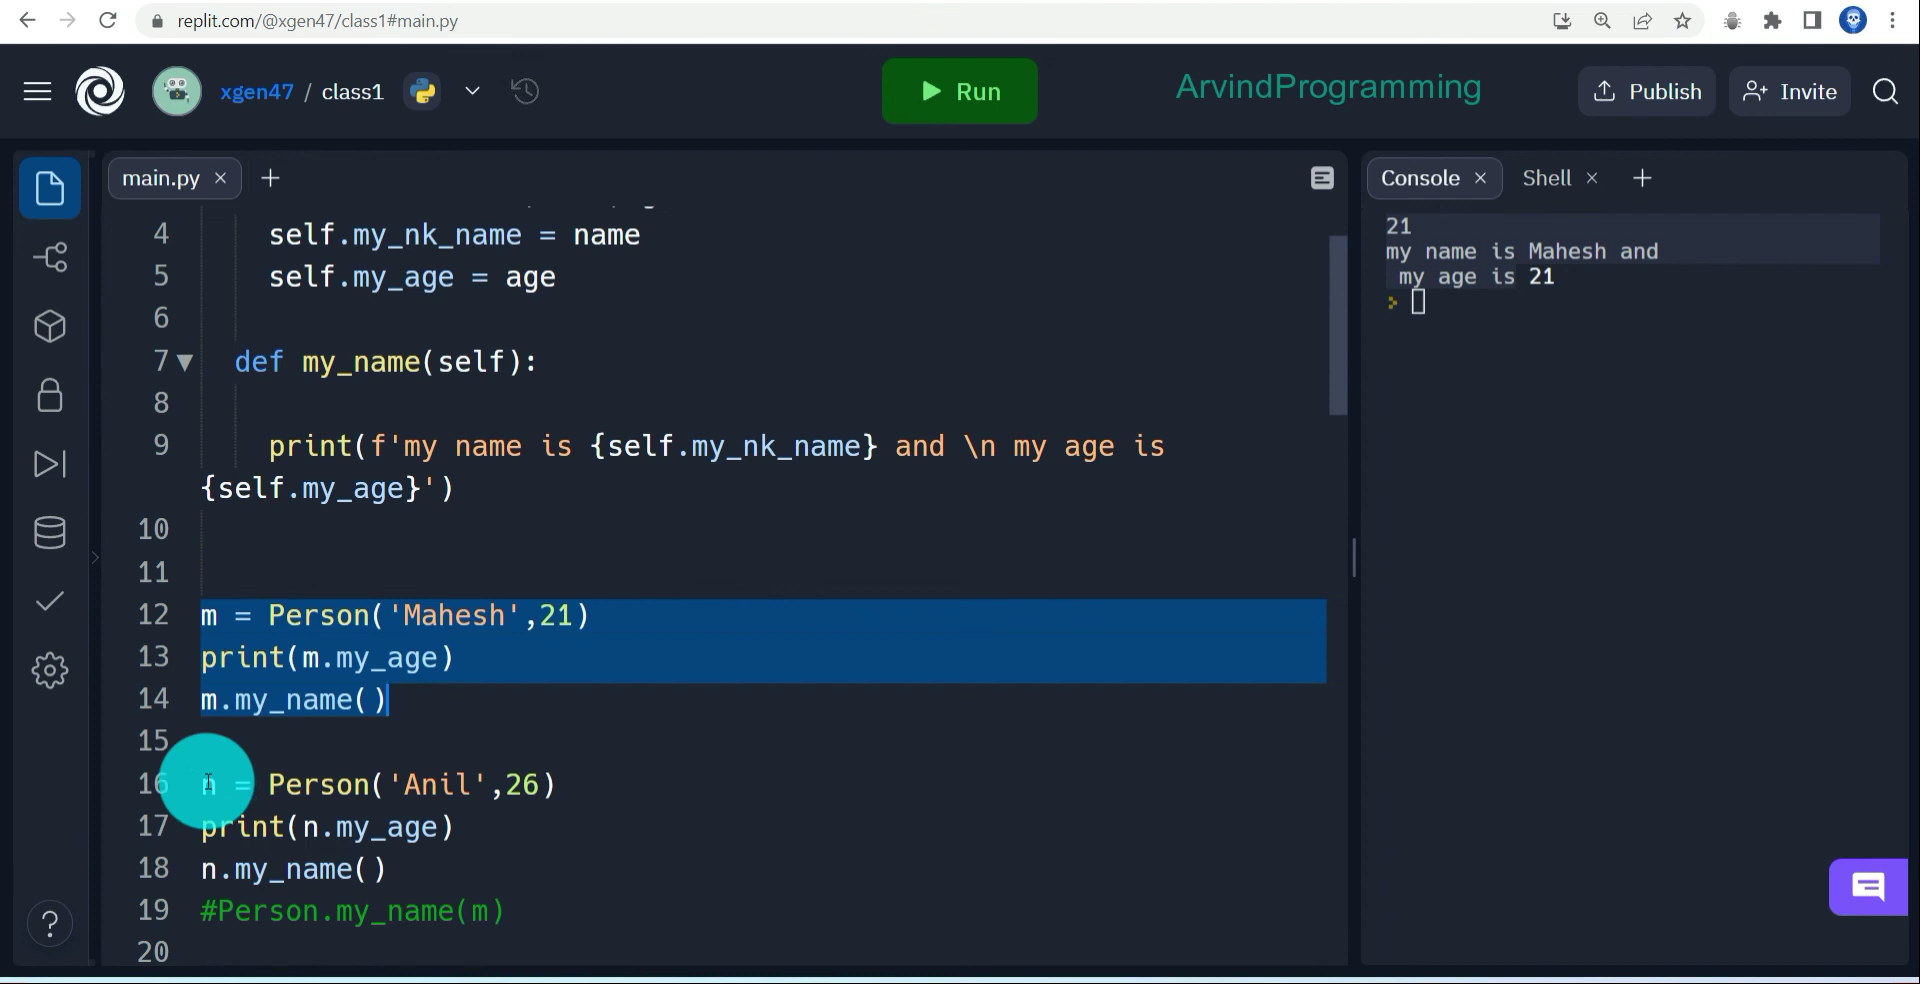 replit.com/@xgen47/class1#main.py
xgen47 / class1
Run
ArvindProgramming
Publish
Invite
main.py
Console
Shell
4 self.my_nk_name = name
5 self.my_age = age
6
7 def my_name(self):
8
9 print(f'my name is {self.my_nk_name} and \n my age is
{self.my_age}')
10
11
12 m = Person('Mahesh',21)
13 print(m.my_age)
14 m.my_name()
15
16 n = Person('Anil',26)
17 print(n.my_age)
18 n.my_name()
19 #Person.my_name(m)
20
21
my name is Mahesh and
my age is 21